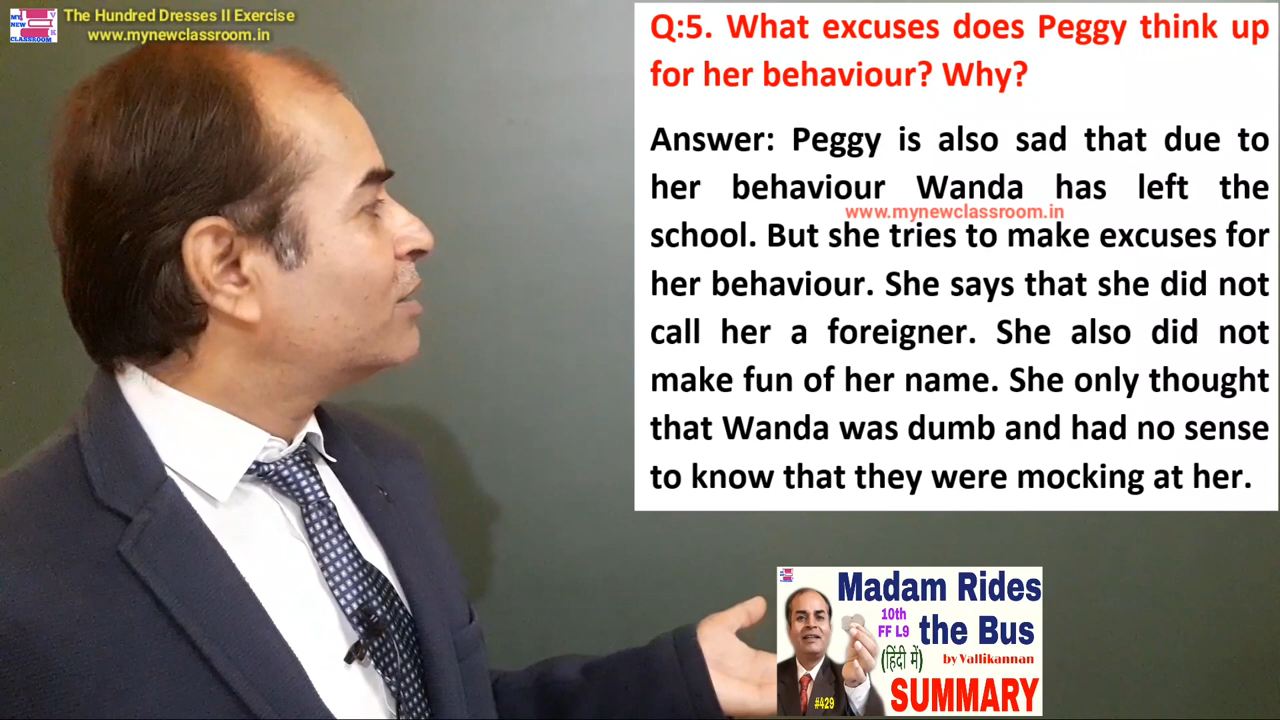 MY
NEW
CLASSROOM
V
K
The Hundred Dresses II Exercise
www.mynewclassroom.in
Q:5. What excuses does Peggy think up
for her behaviour? Why?
Answer: Peggy is also sad that due to
her behaviour Wanda has left the
www.mynewclassroom.in
school. But she tries to make excuses for
her behaviour. She says that she did not
call her a foreigner. She also did not
make fun of her name. She only thought
that Wanda was dumb and had no sense
to know that they were mocking at her.
Madam Rides
10th
FF L9
the Bus
(हिंदी में)
by Vallikannan
SUMMARY
#429